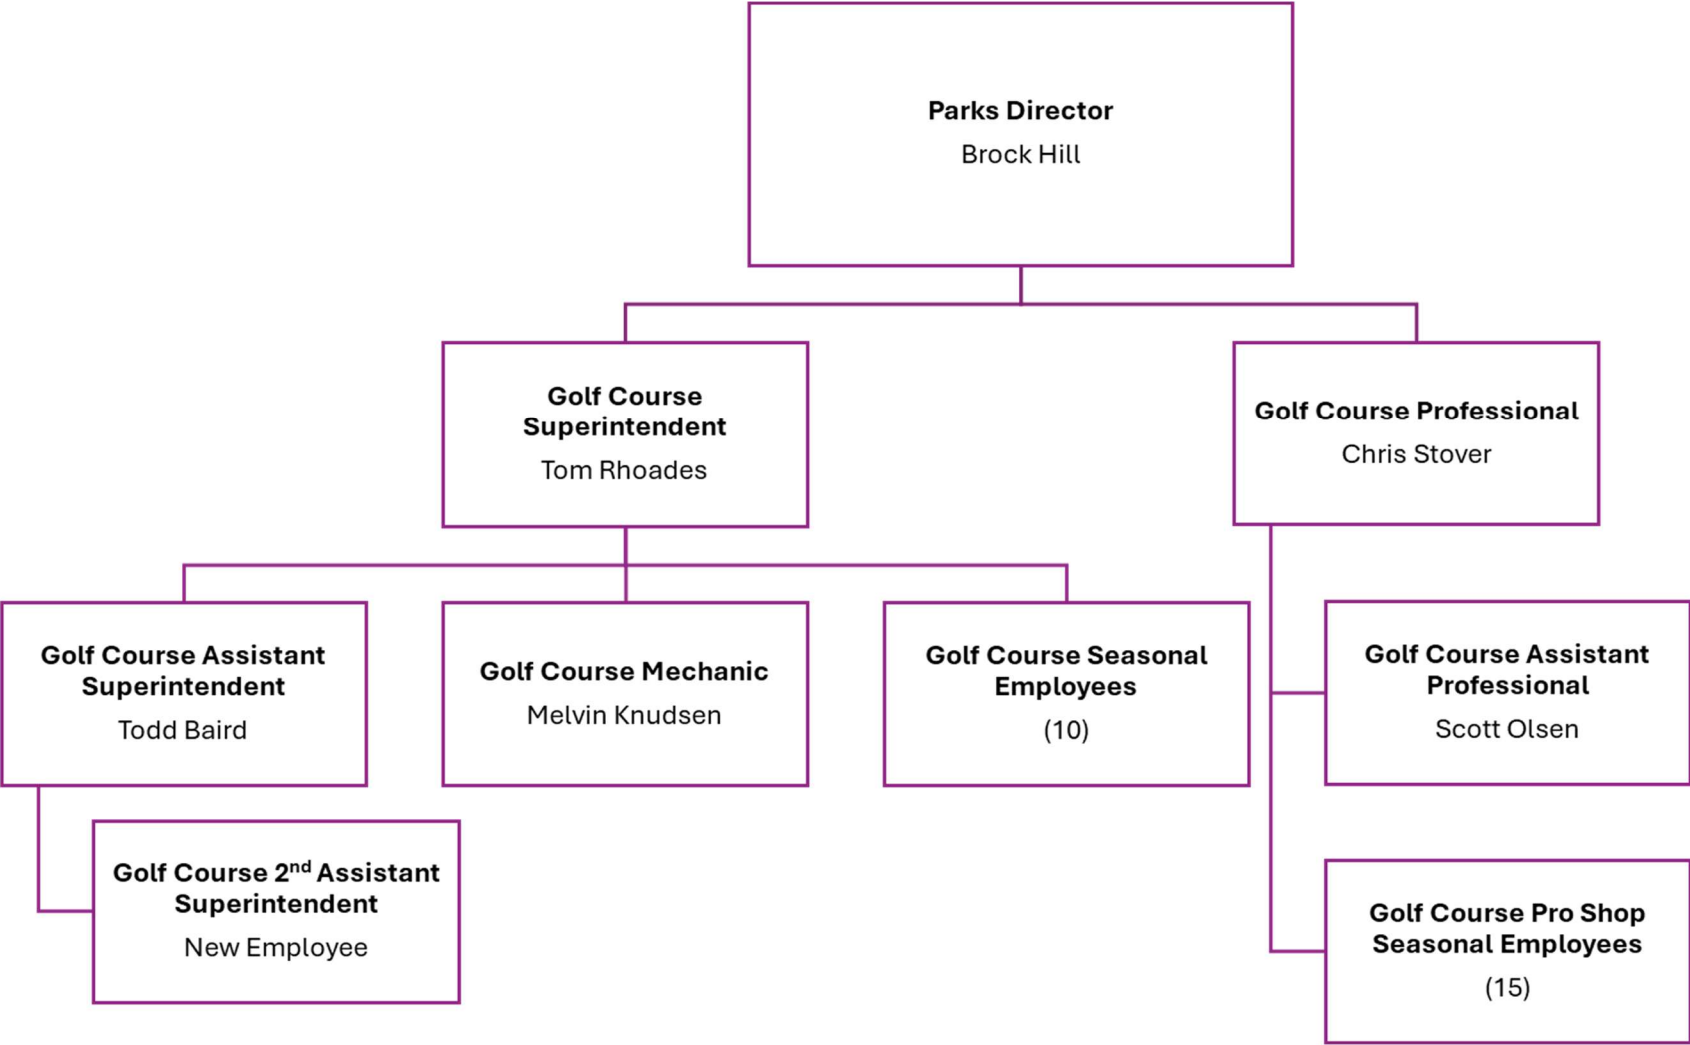 Parks Director
Brock Hill
Golf Course
Superintendent
Tom Rhoades
Golf Course Professional
Chris Stover
Golf Course Assistant
Superintendent
Todd Baird
Golf Course Mechanic
Melvin Knudsen
Golf Course Seasonal
Employees
(10)
Golf Course Assistant
Professional
Scott Olsen
Golf Course 2nd Assistant
Superintendent
New Employee
Golf Course Pro Shop
Seasonal Employees
(15)